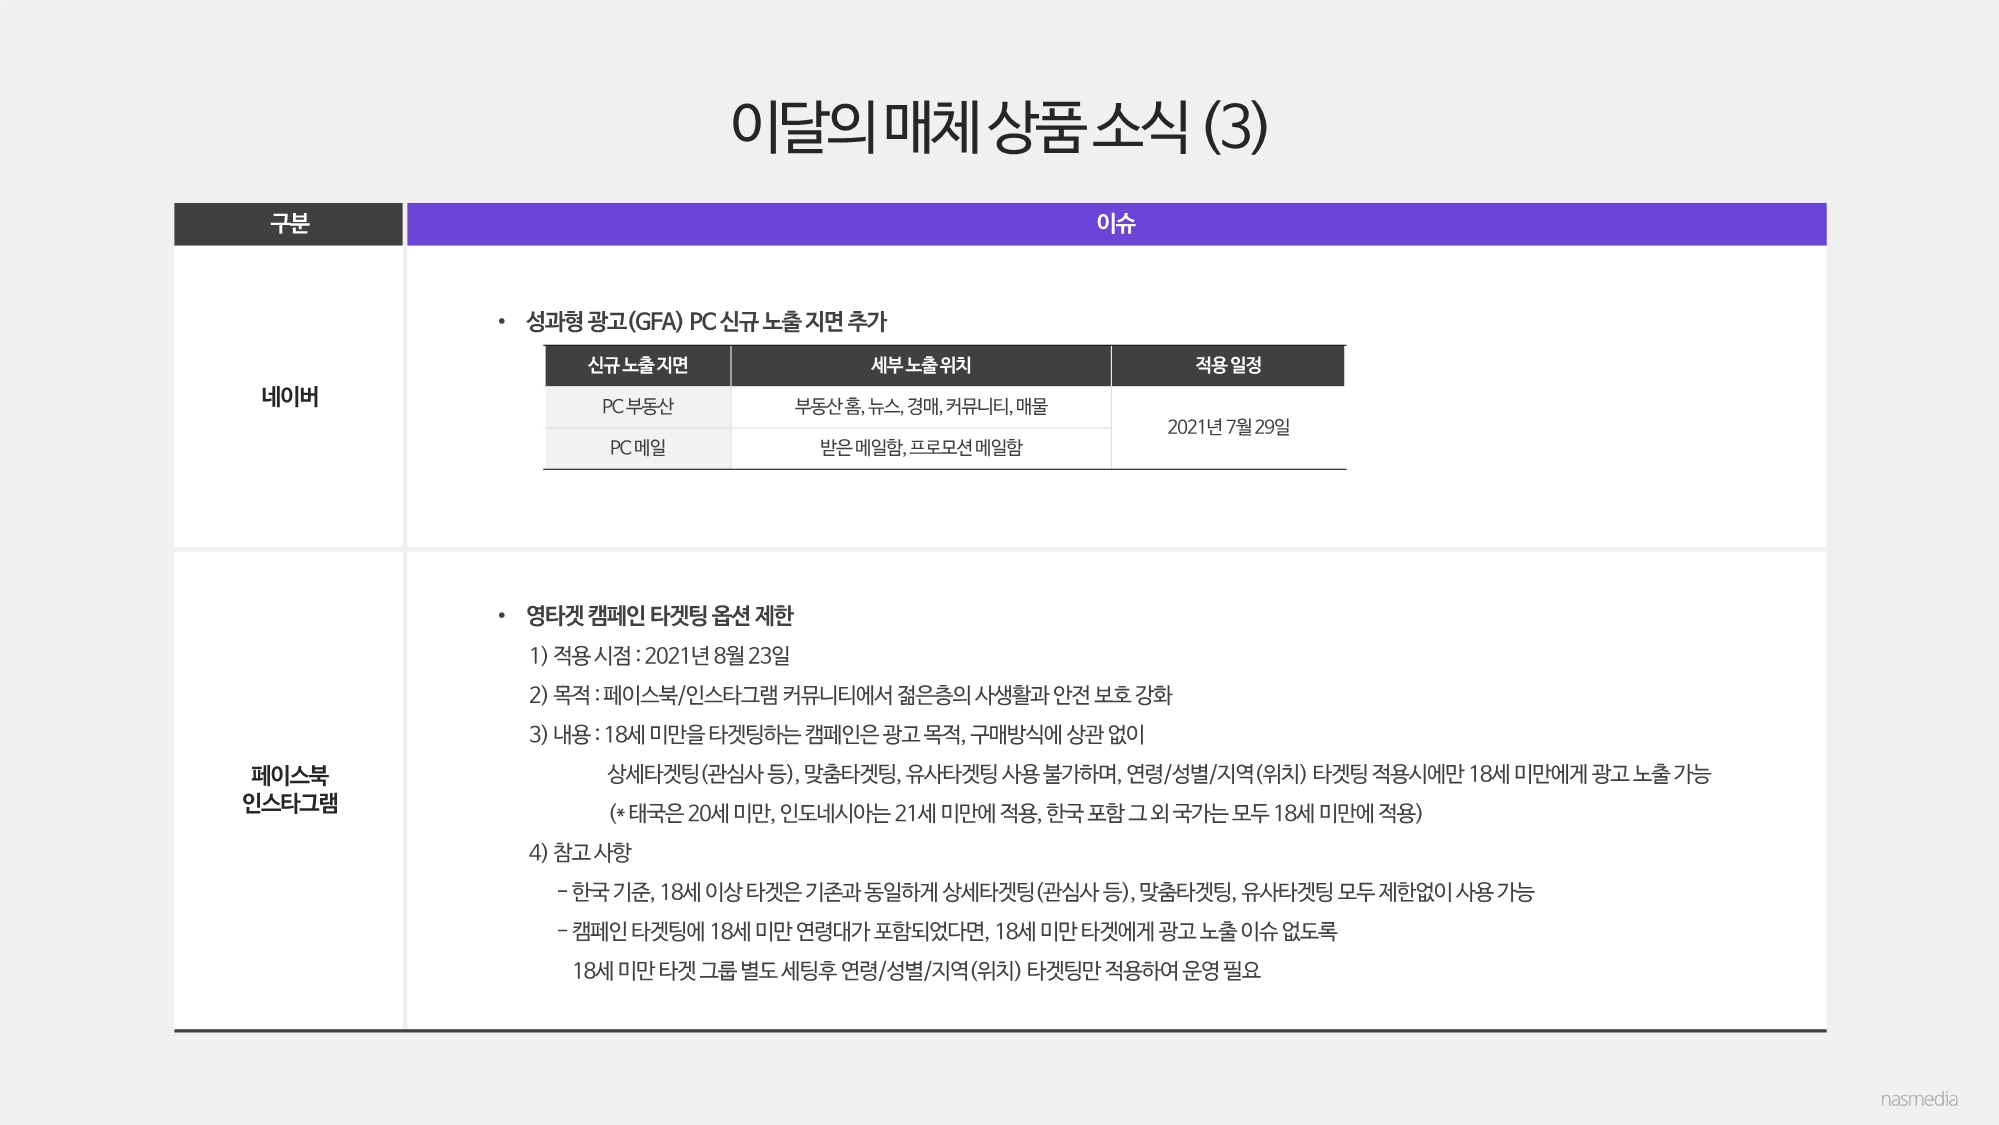 이달의 매체 상품 소식 (3)
구분
이슈
네이버
• 성과형 광고(GFA) PC 신규 노출 지면 추가
신규 노출 지면
세부 노출 위치
적용 일정
PC 부동산
부동산 홈, 뉴스, 경매, 커뮤니티, 매물
2021년 7월 29일
PC 메일
받은 메일함, 프로모션 메일함
페이스북
인스타그램
• 영타겟 캠페인 타겟팅 옵션 제한
1) 적용 시점 : 2021년 8월 23일
2) 목적 : 페이스북/인스타그램 커뮤니티에서 젊은층의 사생활과 안전 보호 강화
3) 내용 : 18세 미만을 타겟팅하는 캠페인은 광고 목적, 구매방식에 상관 없이
상세타겟팅(관심사 등), 맞춤타겟팅, 유사타겟팅 사용 불가하며, 연령/성별/지역(위치) 타겟팅 적용시에만 18세 미만에게 광고 노출 가능
(* 태국은 20세 미만, 인도네시아는 21세 미만에 적용, 한국 포함 그 외 국가는 모두 18세 미만에 적용)
4) 참고 사항
– 한국 기준, 18세 이상 타겟은 기존과 동일하게 상세타겟팅(관심사 등), 맞춤타겟팅, 유사타겟팅 모두 제한없이 사용 가능
– 캠페인 타겟팅에 18세 미만 연령대가 포함되었다면, 18세 미만 타겟에게 광고 노출 이슈 없도록
18세 미만 타겟 그룹 별도 세팅후 연령/성별/지역(위치) 타겟팅만 적용하여 운영 필요
nasmedia